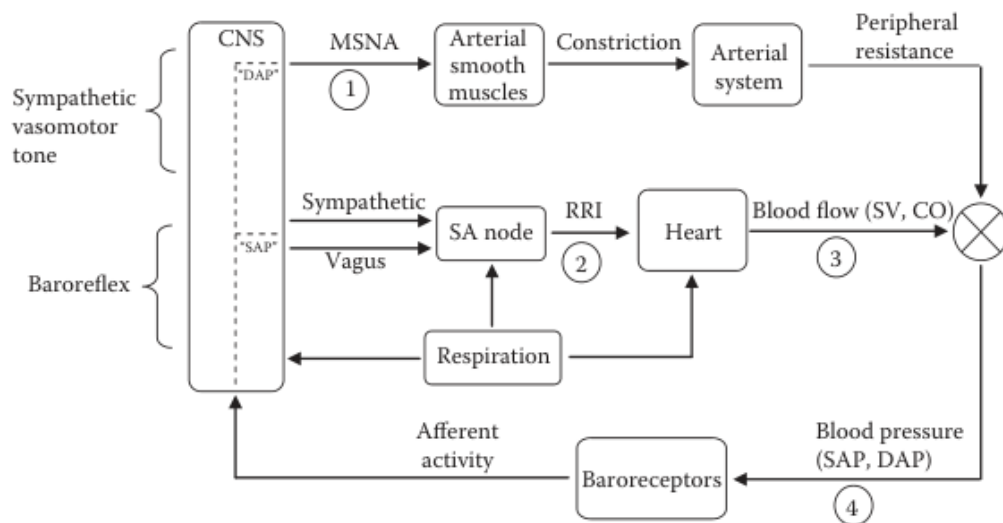 CNS
MSNA
Arterial
smooth
muscles
Constriction
Arterial
system
Peripheral
resistance
"DAP"
1
Sympathetic
vasomotor
tone
Sympathetic
"SAP"
Vagus
SA node
RRI
2
Heart
Blood flow (SV, CO)
3
Baroreflex
Respiration
Afferent
activity
Baroreceptors
Blood pressure
(SAP, DAP)
4